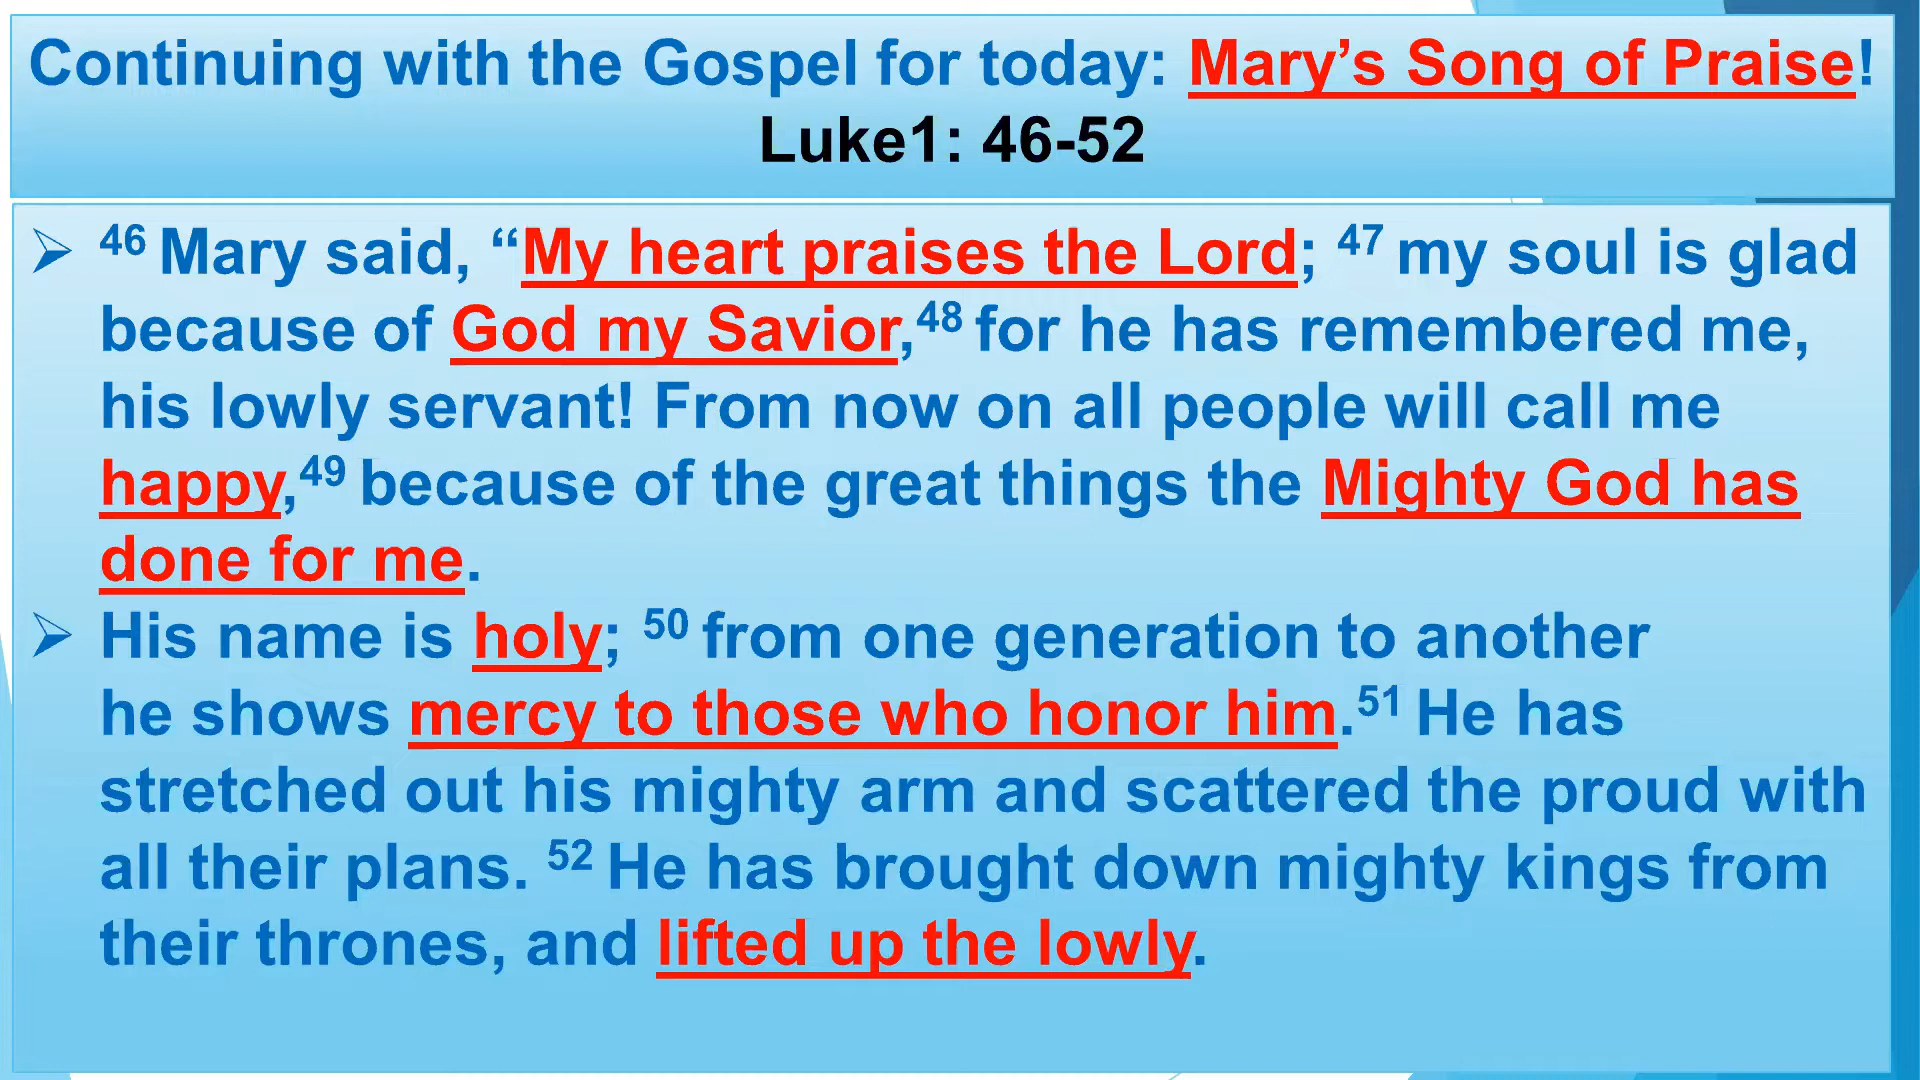 Continuing with the Gospel for today: Mary’s Song of Praise!
Luke1: 46-52
➢ 46 Mary said, “My heart praises the Lord; 47 my soul is glad
because of God my Savior,48 for he has remembered me,
his lowly servant! From now on all people will call me
happy,49 because of the great things the Mighty God has
done for me.
➢ His name is holy; 50 from one generation to another
he shows mercy to those who honor him.51 He has
stretched out his mighty arm and scattered the proud with
all their plans. 52 He has brought down mighty kings from
their thrones, and lifted up the lowly.